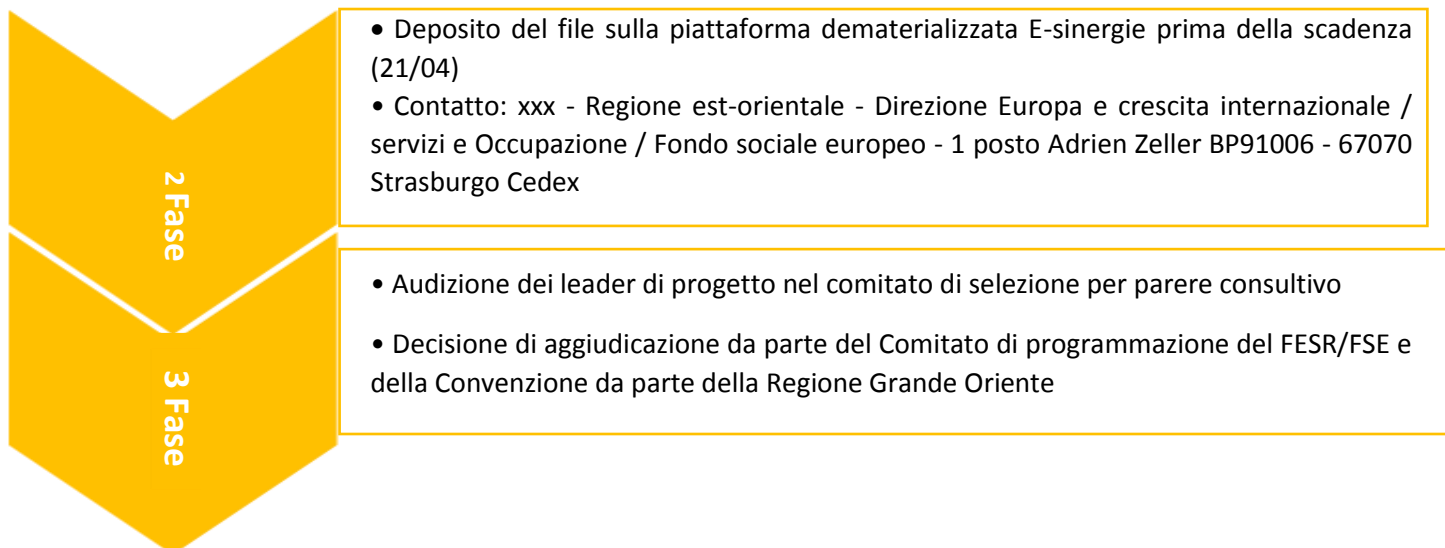 2 Fase
• Deposito del file sulla piattaforma dematerializzata E-sinergie prima della scadenza
(21/04)
• Contatto: xxx - Regione est-orientale - Direzione Europa e crescita internazionale /
servizi e Occupazione / Fondo sociale europeo - 1 posto Adrien Zeller BP91006 - 67070
Strasburgo Cedex
3 Fase
• Audizione dei leader di progetto nel comitato di selezione per parere consultivo
• Decisione di aggiudicazione da parte del Comitato di programmazione del FESR/FSE e
della Convenzione da parte della Regione Grande Oriente